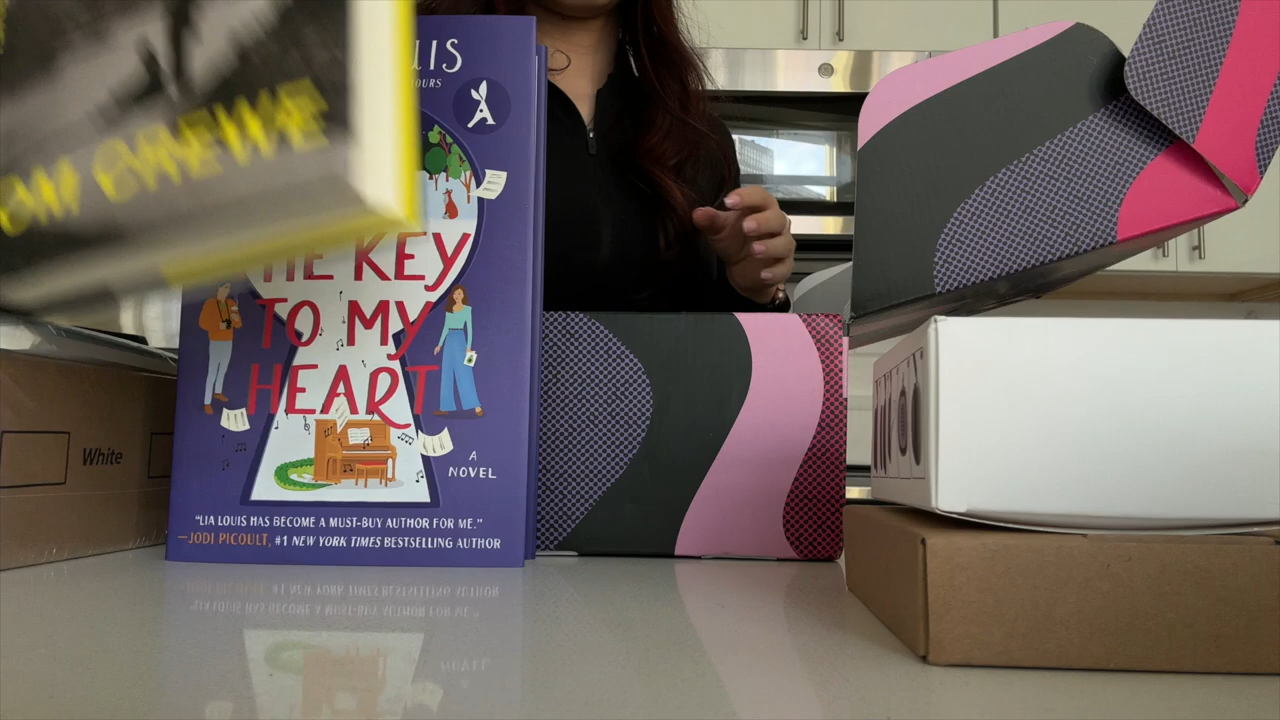 UIS
OURS
THE KEY
TO MY
HEART
A
NOVEL
"LIA LOUIS HAS BECOME A MUST-BUY AUTHOR FOR ME."
—JODI PICOULT, #1 NEW YORK TIMES BESTSELLING AUTHOR
White